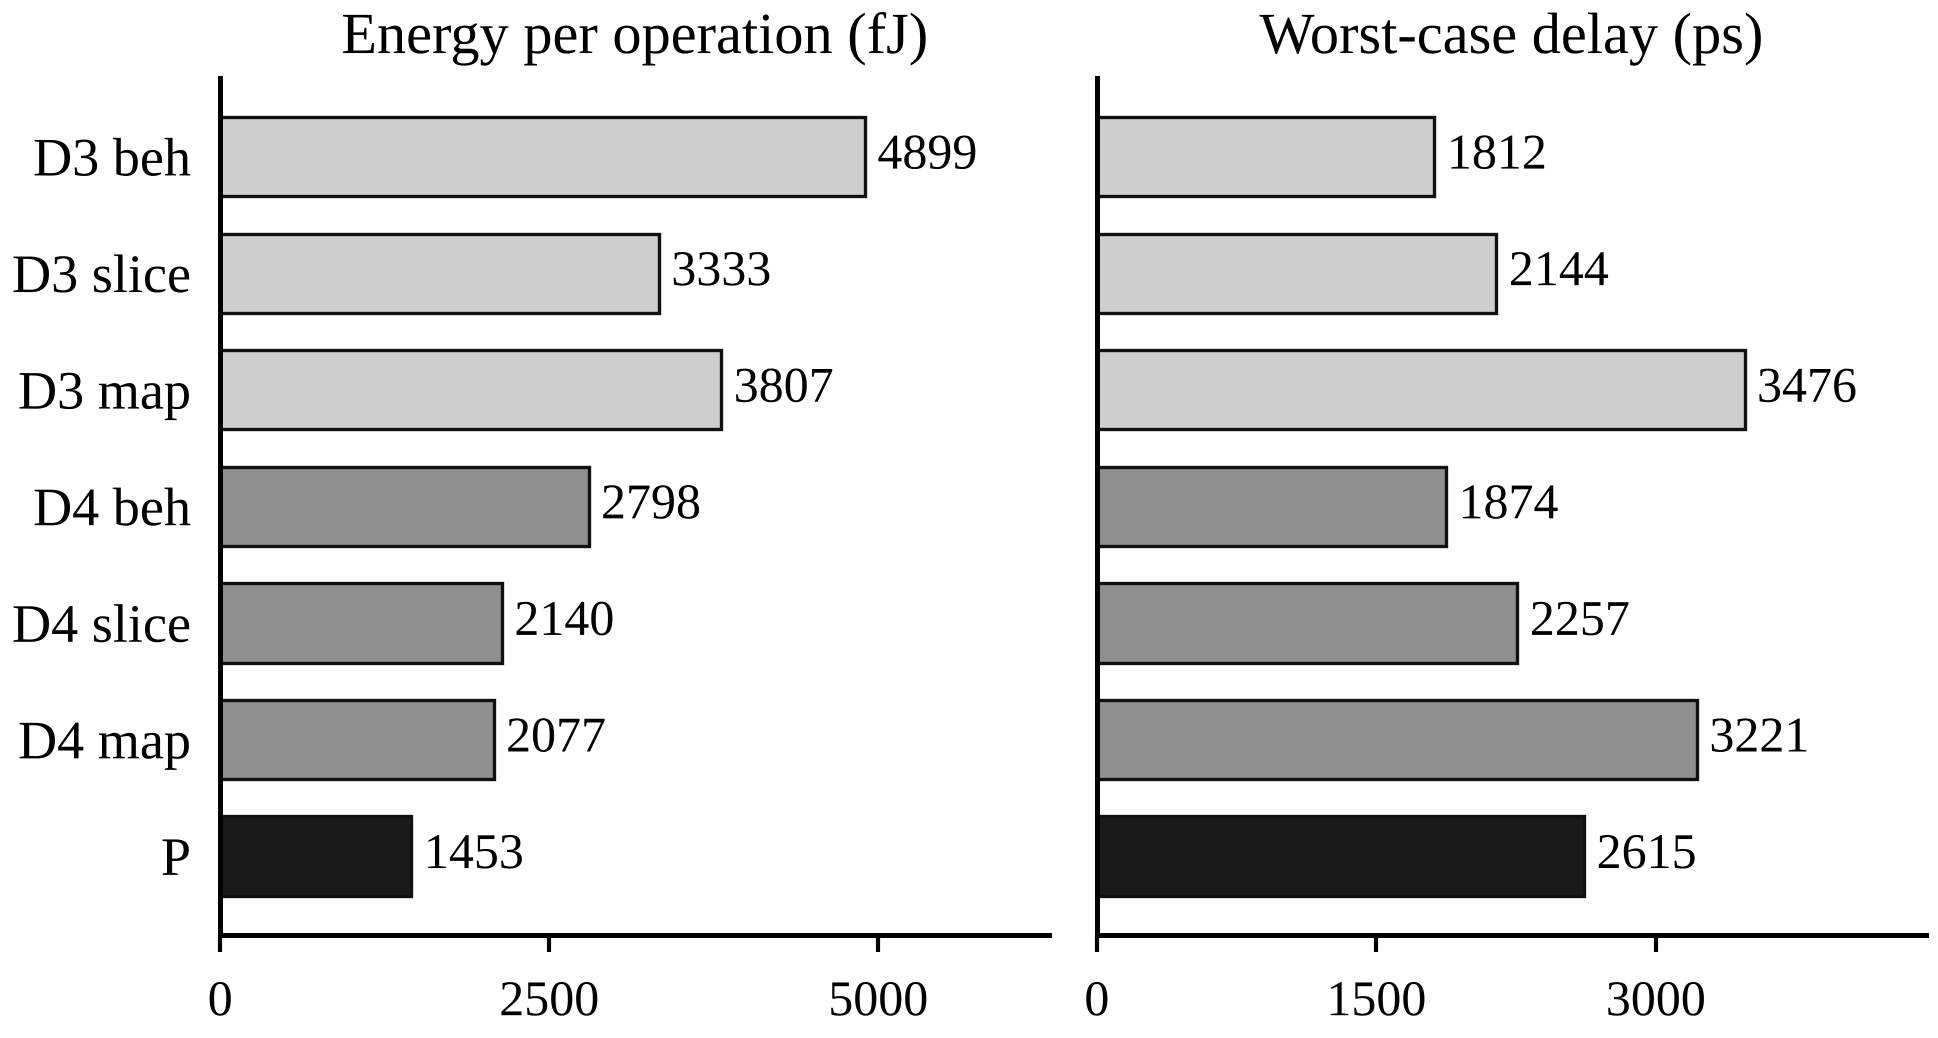 Energy per operation (fJ)
Worst-case delay (ps)
D3 beh 4899 1812
D3 slice 3333 2144
D3 map 3807 3476
D4 beh 2798 1874
D4 slice 2140 2257
D4 map 2077 3221
P 1453 2615
0 2500 5000 0 1500 3000